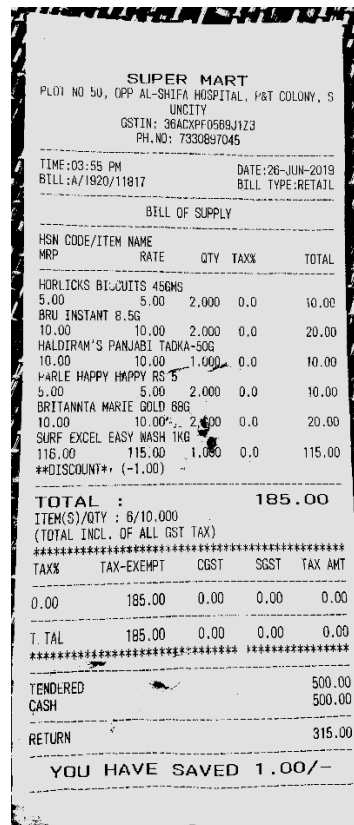 SUPER MART
PLOT NO 50, OPP AL-SHIFA HOSPITAL, P&T COLONY, S
UNCITY
GSTIN: 36ACXPF0569J1Z3
PH.NO: 7330897045
TIME:03:55 PM DATE:26-JUN-2019
BILL:A/1920/11817 BILL TYPE:RETAIL
BILL OF SUPPLY
HSN CODE/ITEM NAME
MRP RATE QTY TAX% TOTAL
HORLICKS BISCUITS 45GMS
5.00 5.00 2.000 0.0 10.00
BRU INSTANT 8.5G
10.00 10.00 2.000 0.0 20.00
HALDIRAM'S PANJABI TADKA-50G
10.00 10.00 1.000 0.0 10.00
PARLE HAPPY HAPPY RS 5
5.00 5.00 2.000 0.0 10.00
BRITANNIA MARIE GOLD 68G
10.00 10.00 2.000 0.0 20.00
SURF EXCEL EASY WASH 1KG
116.00 115.00 1.000 0.0 115.00
**DISCOUNT*, (-1.00)
TOTAL : 185.00
ITEM(S)/QTY : 6/10.000
(TOTAL INCL. OF ALL GST TAX)
TAX% TAX-EXEMPT CGST SGST TAX AMT
0.00 185.00 0.00 0.00 0.00
T.TAL 185.00 0.00 0.00 0.00
TENDERED 500.00
CASH 500.00
RETURN 315.00
YOU HAVE SAVED 1.00/-